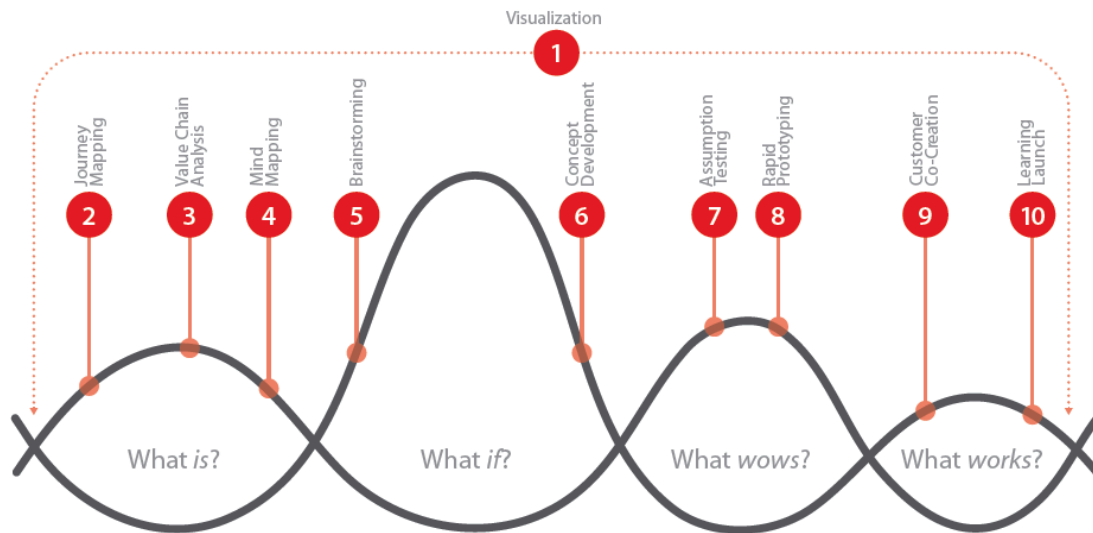 Visualization
1
Journey
Mapping
Value Chain
Analysis
Mind
Mapping
Brainstorming
Concept
Development
Assumption
Testing
Rapid
Prototyping
Customer
Co-Creation
Learning
Launch
2
3
4
5
6
7
8
9
10
What is?
What if?
What wows?
What works?